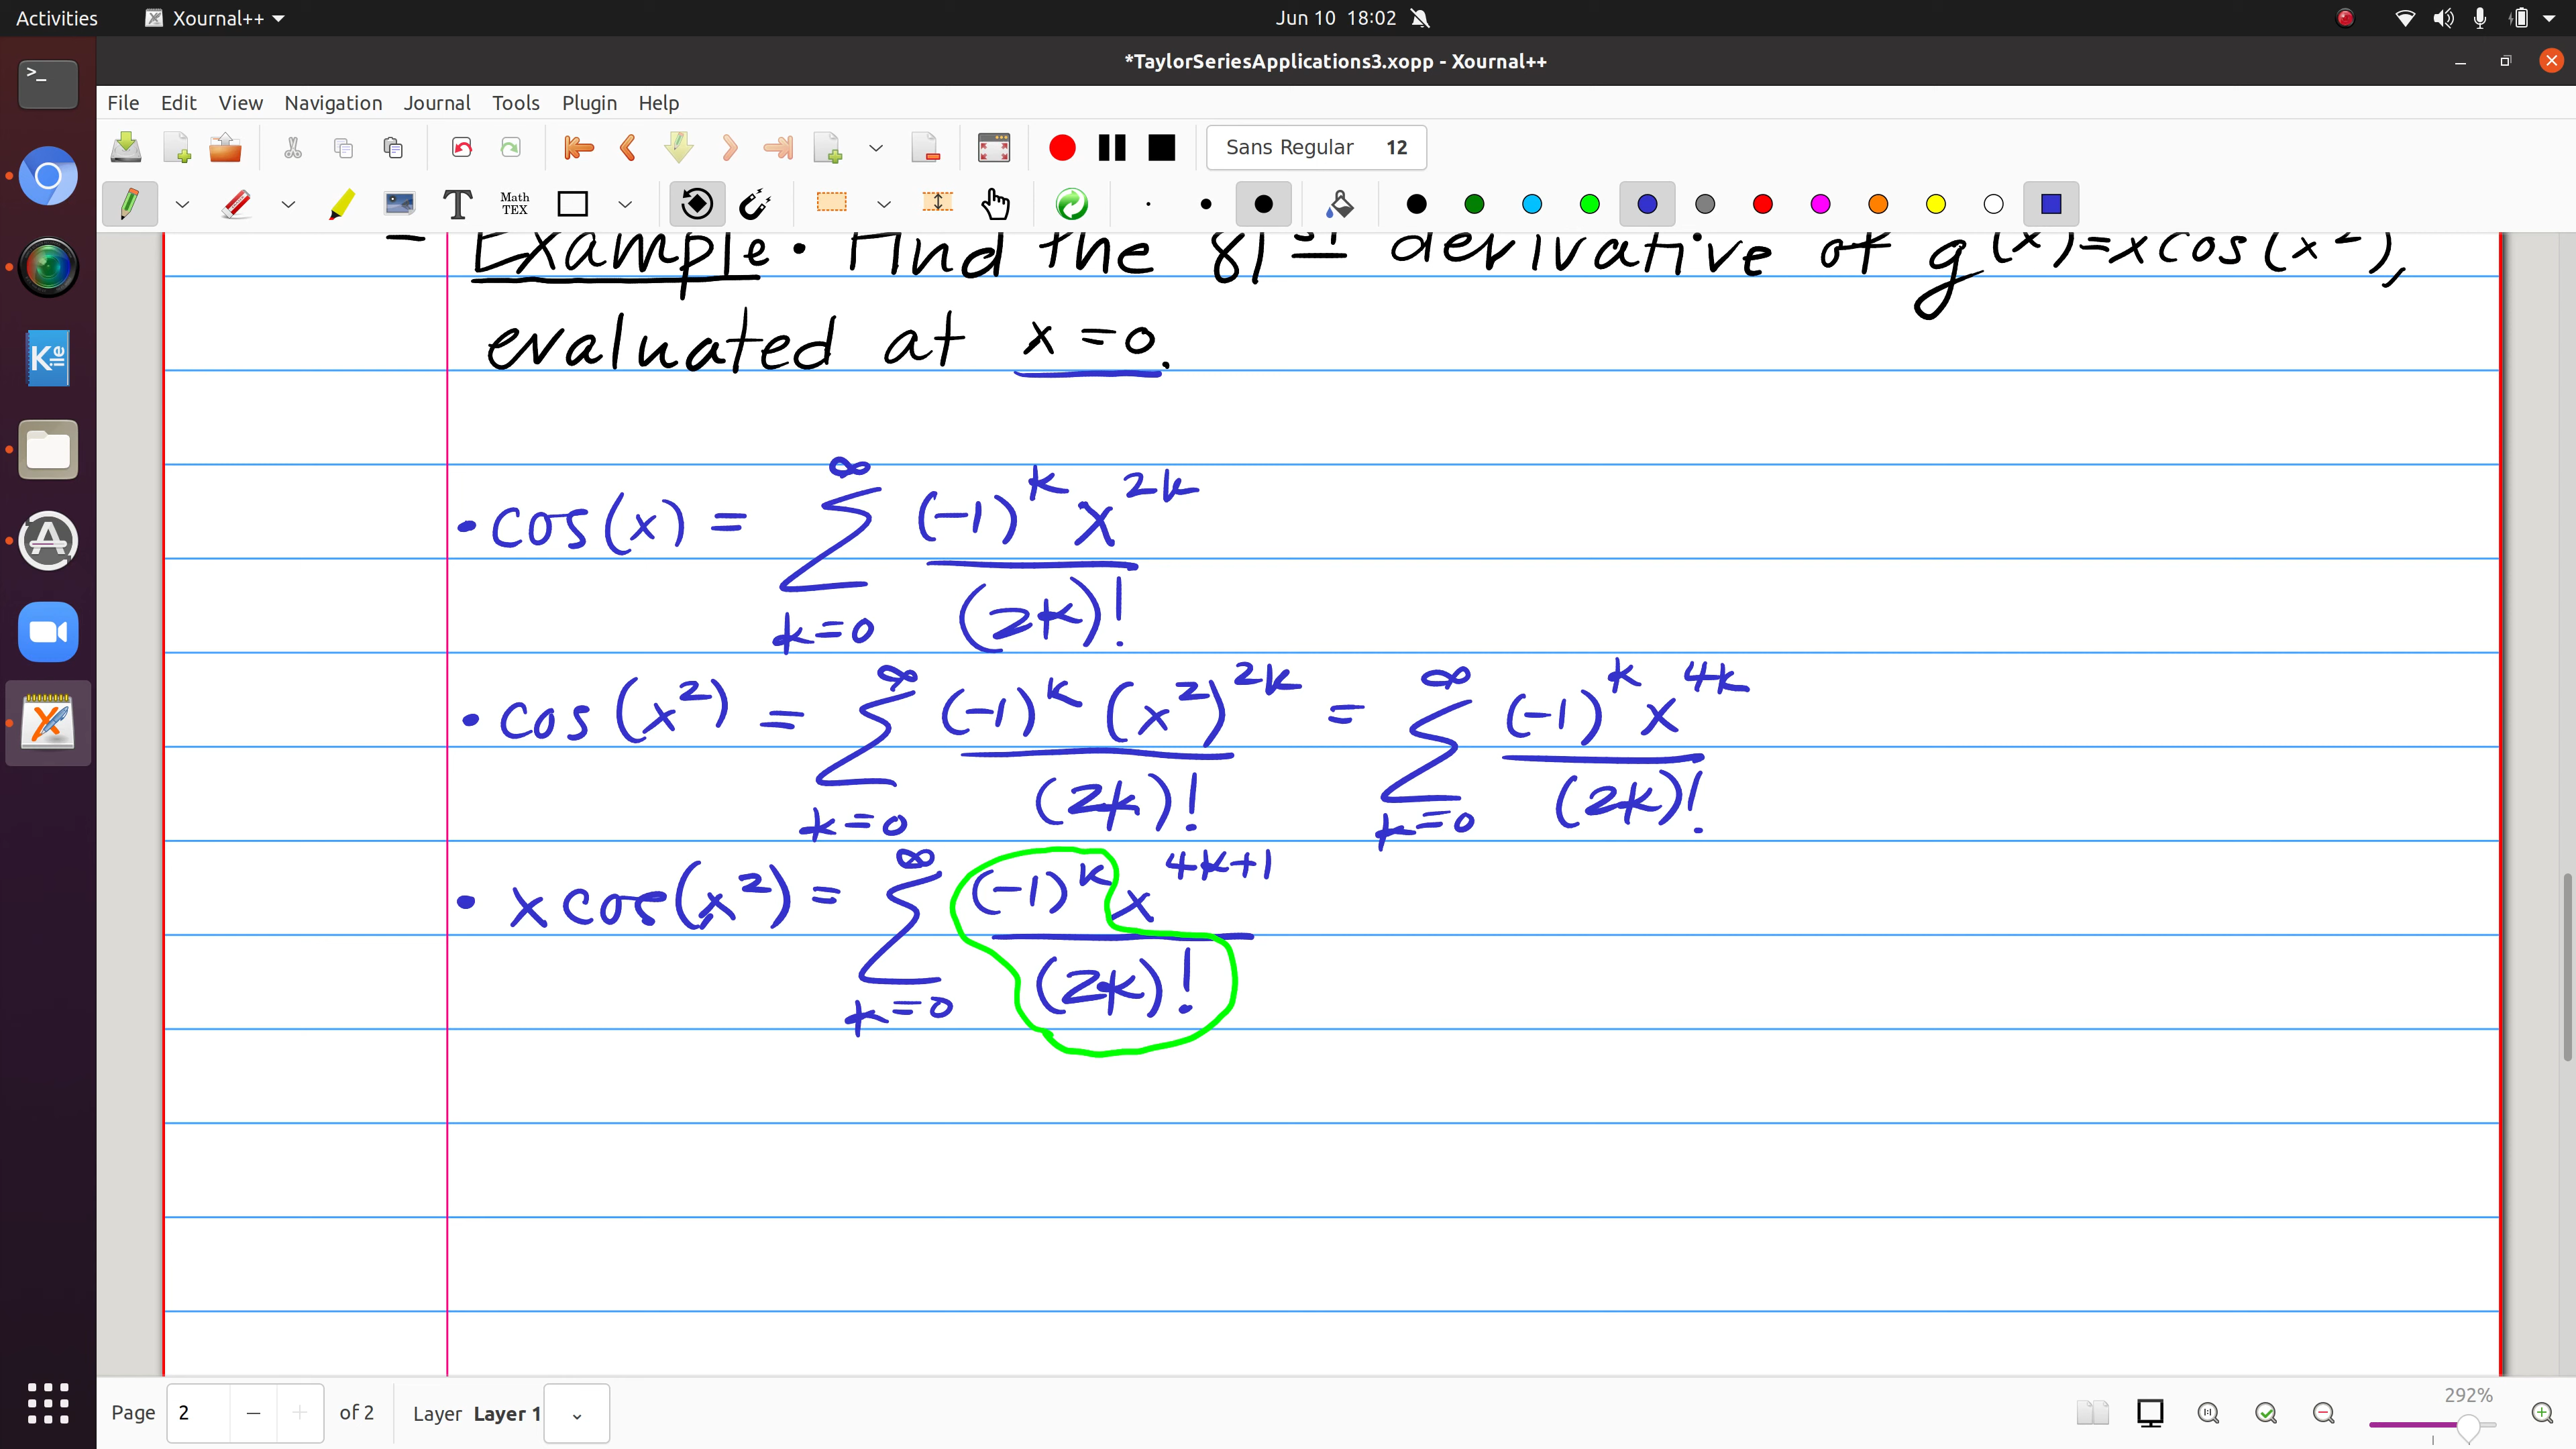 Activities Xournal++ Jun 10 18:02
*TaylorSeriesApplications3.xopp - Xournal++
File Edit View Navigation Journal Tools Plugin Help
Sans Regular 12
Math TEX
– Example. Find the 81st derivative of g(x)=xcos(x²),
evaluated at x=0.
• cos(x) = ∑_{k=0}^{∞} (-1)^k x^{2k} / (2k)!
• cos(x²) = ∑_{k=0}^{∞} (-1)^k (x²)^{2k} / (2k)! = ∑_{k=0}^{∞} (-1)^k x^{4k} / (2k)!
• xcos(x²) = ∑_{k=0}^{∞} (-1)^k x^{4k+1} / (2k)!
Page 2 of 2 Layer Layer 1 292%